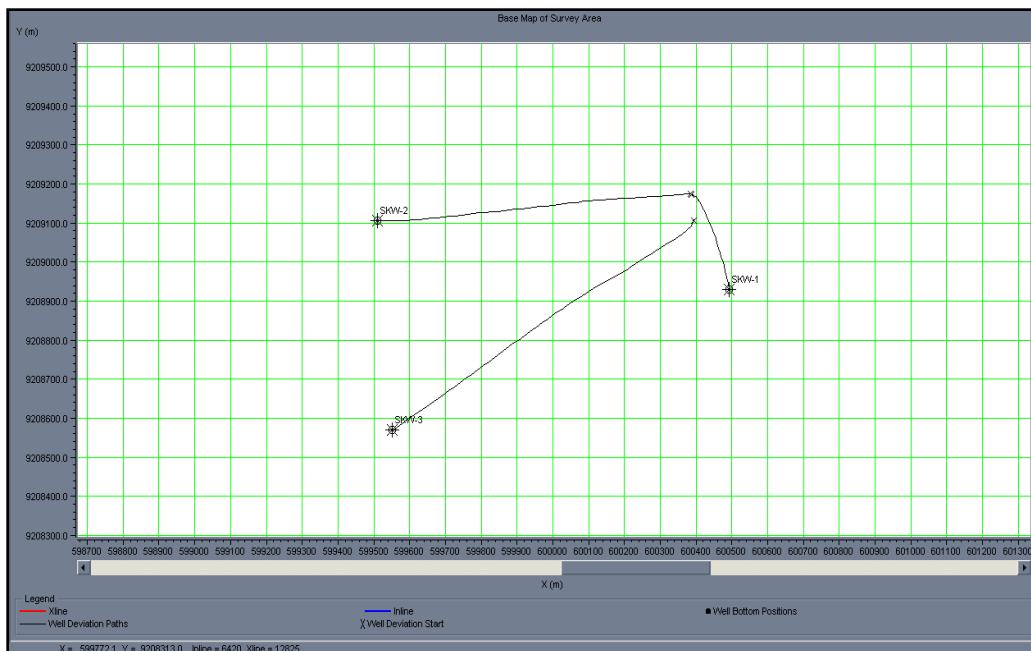 Base Map of Survey Area
Y (m)
9209500.0
9209400.0
9209300.0
9209200.0
9209100.0
9209000.0
9208900.0
9208800.0
9208700.0
9208600.0
9208500.0
9208400.0
9208300.0
SKW-2
SKW-1
SKW-3
598700 598800 598900 599000 599100 599200 599300 599400 599500 599600 599700 599800 599900 600000 600100 600200 600300 600400 600500 600600 600700 600800 600900 601000 601100 601200 601300
X (m)
Legend
Xline Inline Well Bottom Positions
Well Deviation Paths Well Deviation Start
X = 599772.1 Y = 9208313.0 Inline = 6420 Xline = 12825